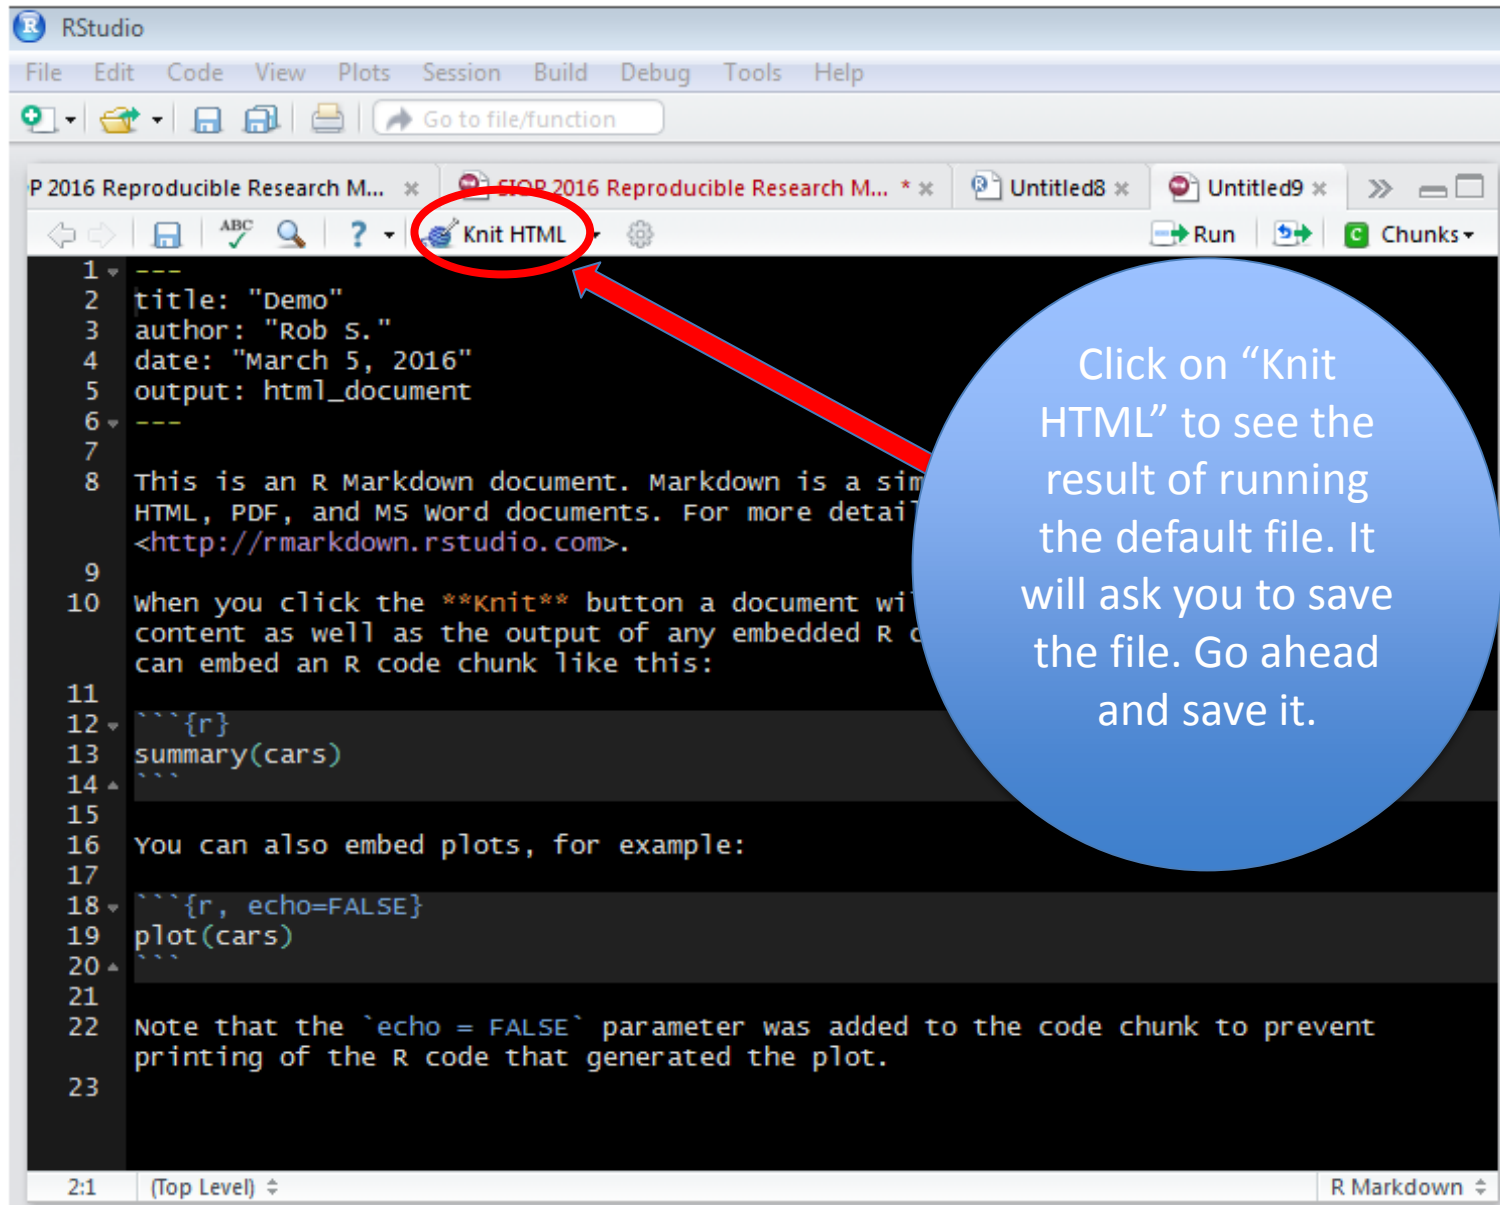 RStudio
File Edit Code View Plots Session Build Debug Tools Help
Go to file/function
P 2016 Reproducible Research M... SIOP 2016 Reproducible Research M... * Untitled8 Untitled9
ABC ? Knit HTML Run C Chunks
1 ---
2 title: "Demo"
3 author: "Rob S."
4 date: "March 5, 2016"
5 output: html_document
6 ---
7
8 This is an R Markdown document. Markdown is a sim
HTML, PDF, and MS Word documents. For more detail
<http://rmarkdown.rstudio.com>.
9
10 When you click the **Knit** button a document wi
content as well as the output of any embedded R c
can embed an R code chunk like this:
11
12 ```{r}
13 summary(cars)
14 ```
15
16 You can also embed plots, for example:
17
18 ```{r, echo=FALSE}
19 plot(cars)
20 ```
21
22 Note that the `echo = FALSE` parameter was added to the code chunk to prevent
printing of the R code that generated the plot.
23
2:1 (Top Level) R Markdown
Click on “Knit
HTML” to see the
result of running
the default file. It
will ask you to save
the file. Go ahead
and save it.